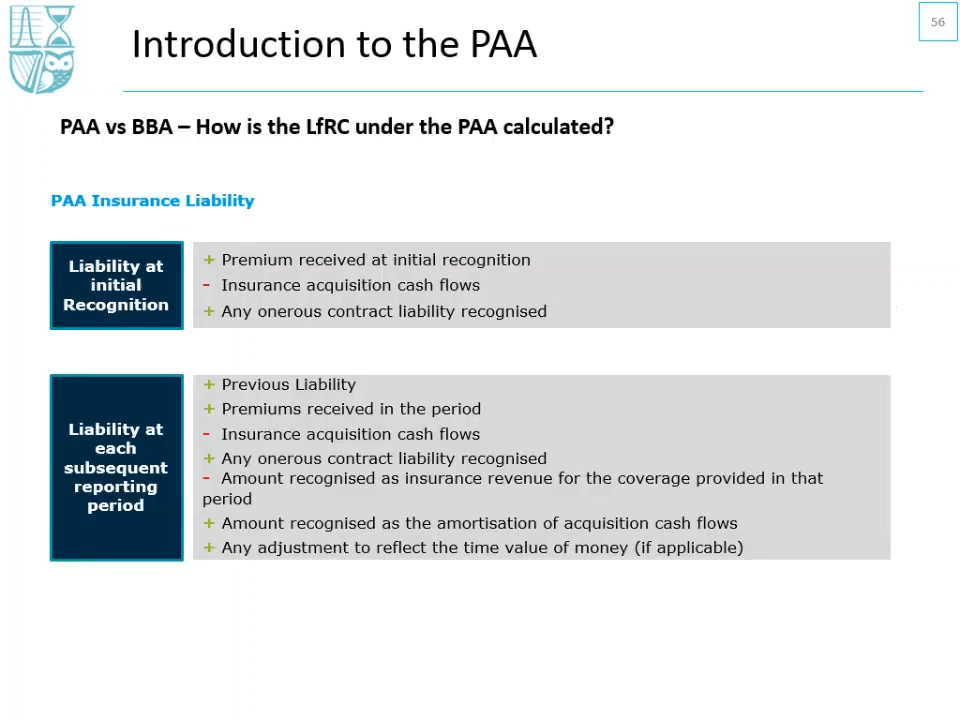 56
Introduction to the PAA
PAA vs BBA – How is the LfRC under the PAA calculated?
PAA Insurance Liability
Liability at
initial
Recognition
+ Premium received at initial recognition
- Insurance acquisition cash flows
+ Any onerous contract liability recognised
Liability at
each
subsequent
reporting
period
+ Previous Liability
+ Premiums received in the period
- Insurance acquisition cash flows
+ Any onerous contract liability recognised
- Amount recognised as insurance revenue for the coverage provided in that
period
+ Amount recognised as the amortisation of acquisition cash flows
+ Any adjustment to reflect the time value of money (if applicable)